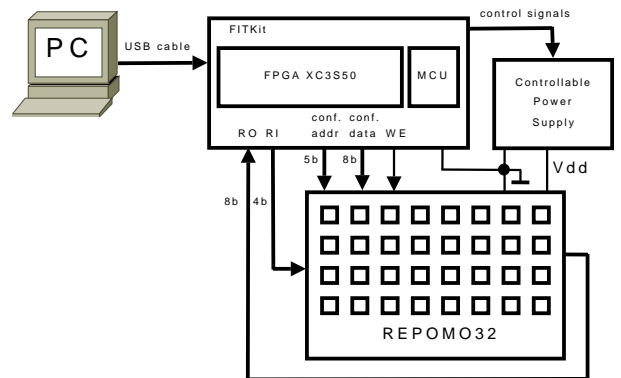 PC
USB cable
FITKit
FPGA XC3S50
MCU
control signals
Controllable
Power
Supply
conf. conf.
RO RI addr data WE
5b 8b
8b 4b
Vdd
REPOMO32